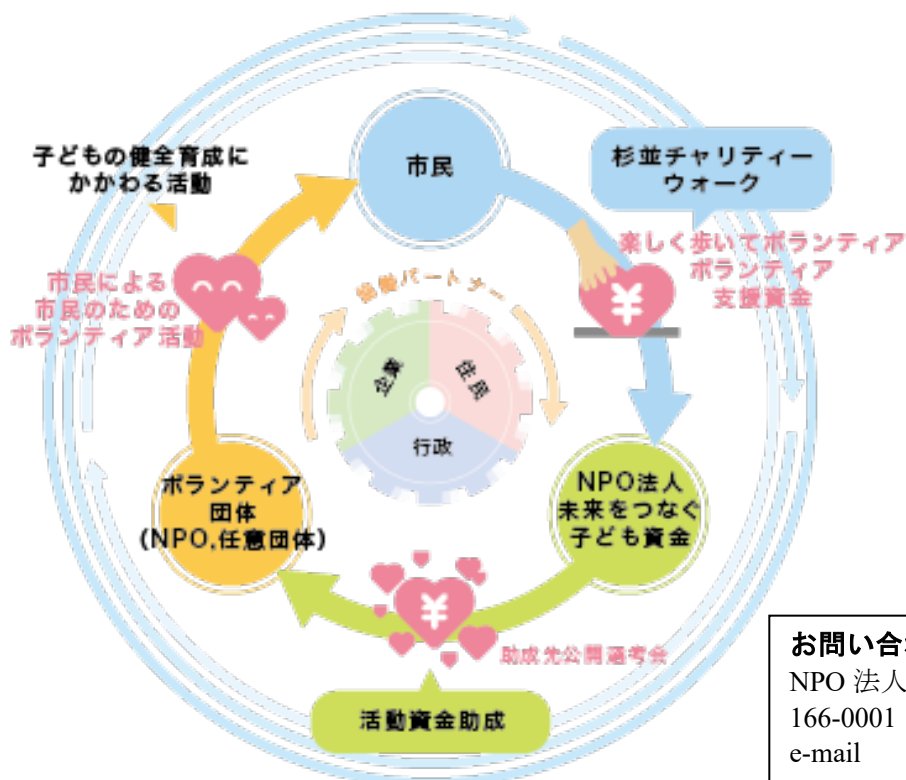 市民
杉並チャリティー
ウォーク
楽しく歩いてボランティア
ボランティア
支援資金
¥
子どもの健全育成に
かかわる活動
市民による
市民のための
ボランティア活動
協働パートナー
企業
住民
行政
NPO法人
未来をつなぐ
子ども資金
ボランティア
団体
(NPO,任意団体)
¥
助成先公開選考会
活動資金助成
お問い合
NPO 法人
166-0001
e-mail